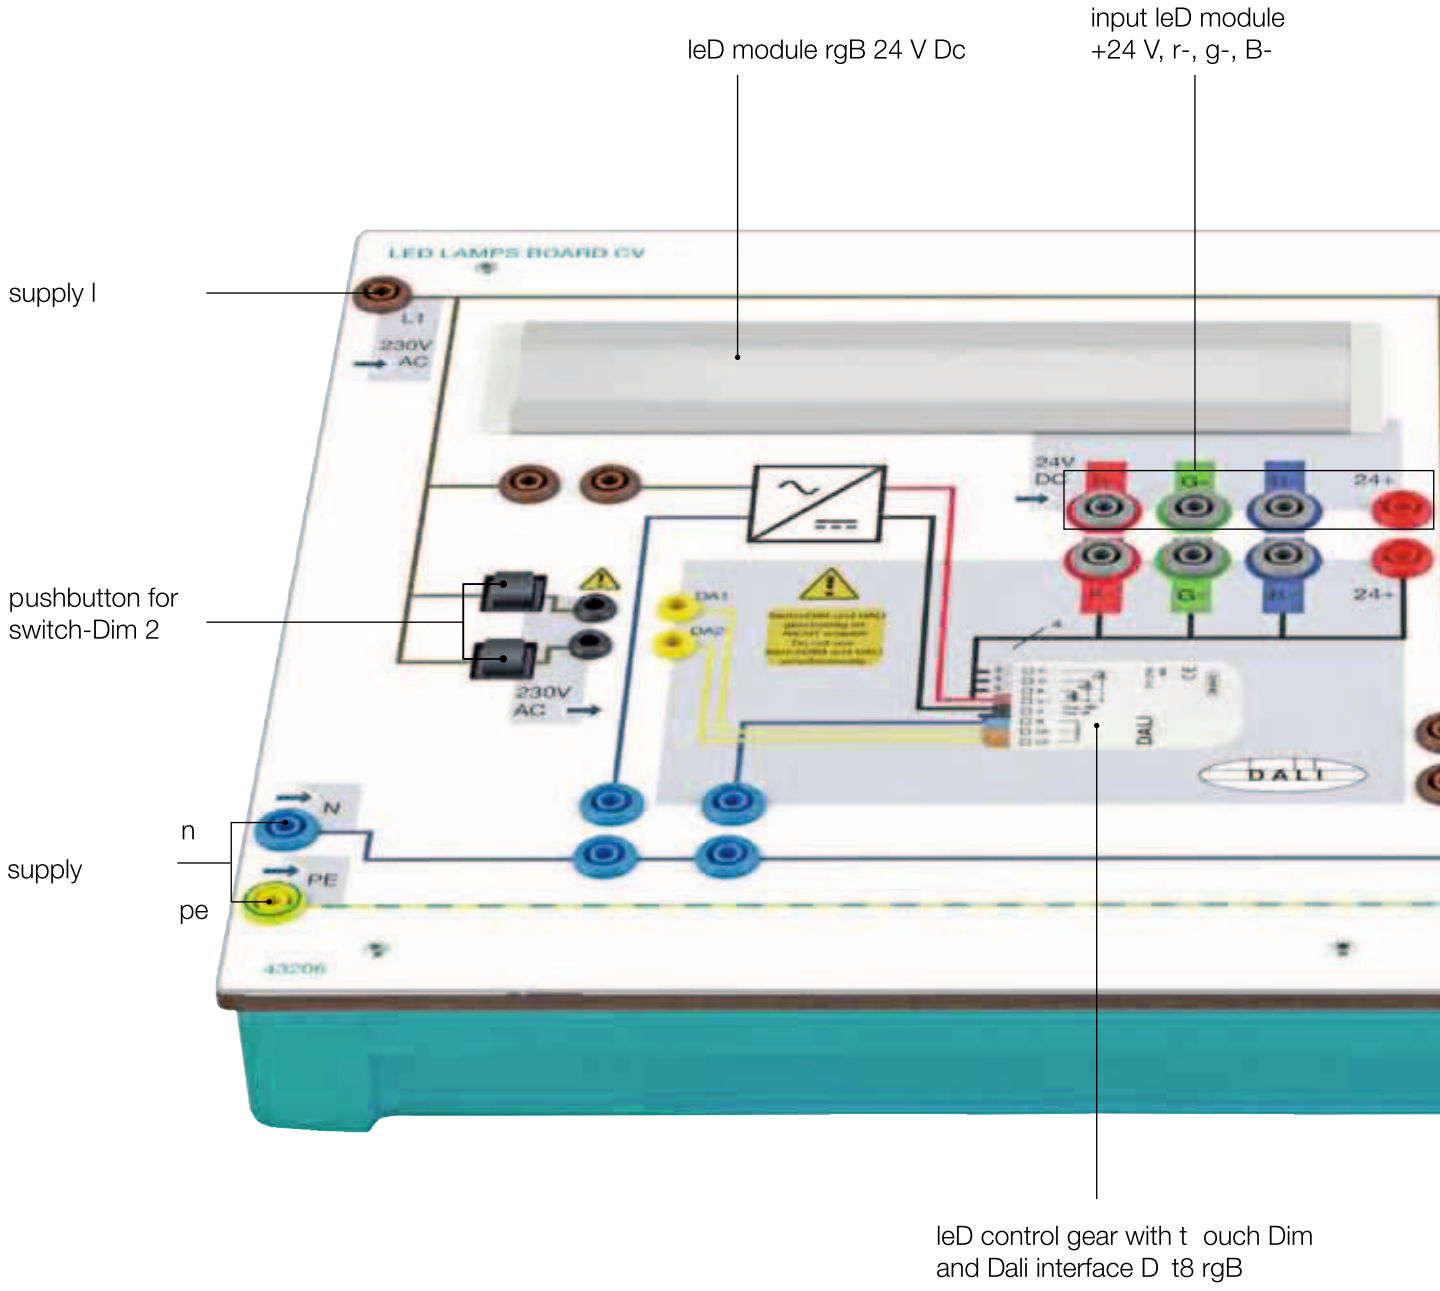 input leD module
leD module rgB 24 V Dc
+24 V, r-, g-, B-
LED LAMPS BOARD CV
supply l
L1
230V
AC
24V
DC
G-
24+
pushbutton for
switch-Dim 2
DA1
DA2
G-
24+
4
230V
AC
DALI
DALI
N
n
supply
PE
pe
43206
leD control gear with t ouch Dim
and Dali interface D t8 rgB